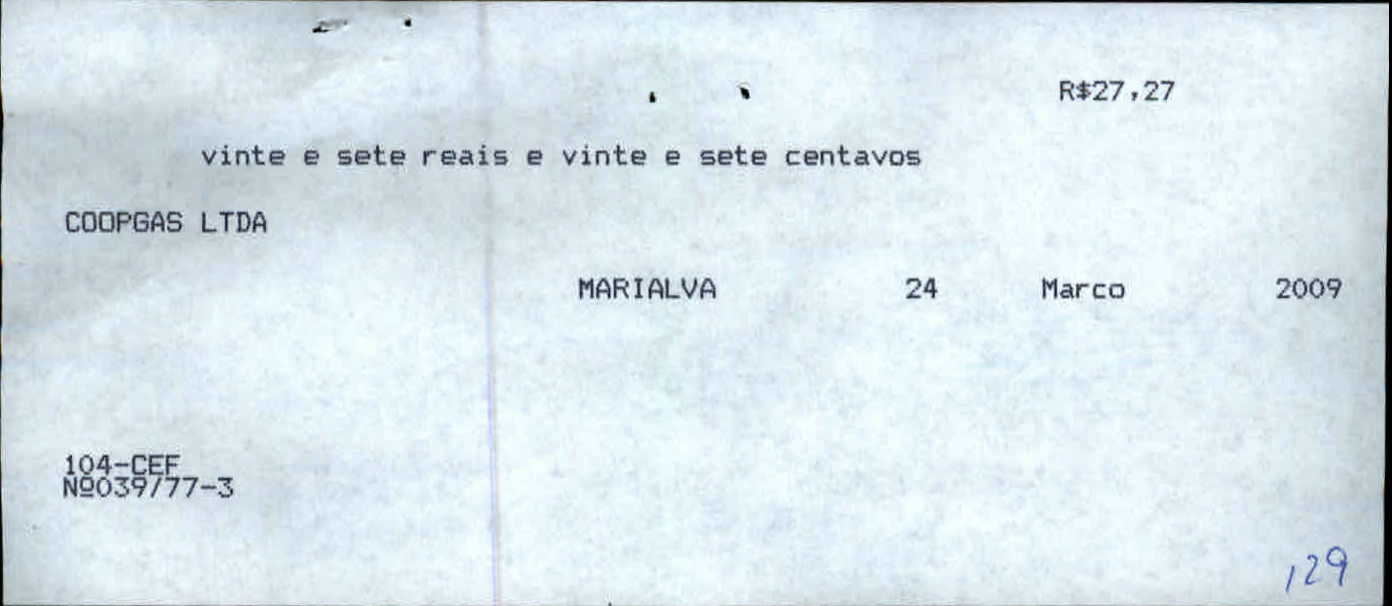 R$27,27
vinte e sete reais e vinte e sete centavos
COOPGAS LTDA
MARIALVA 24 Marco 2009
104-CEF
Nº039777-3
129